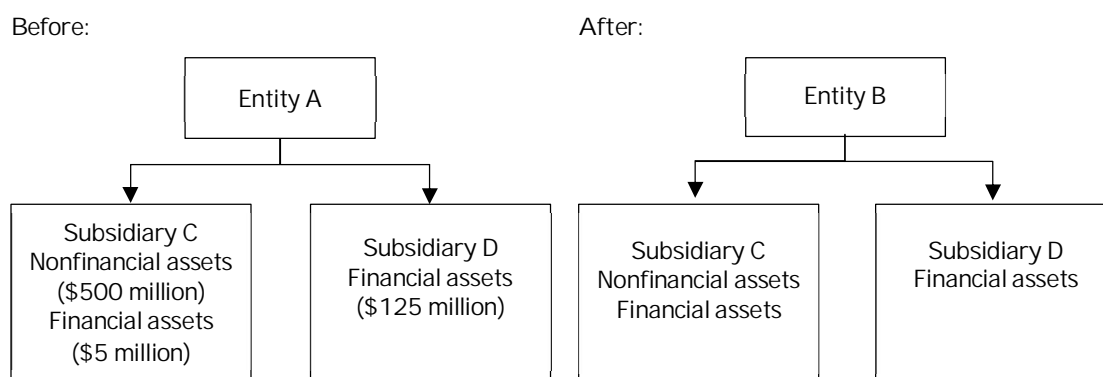 Before:
After:
Entity A
Entity B
Subsidiary C
Nonfinancial assets
($500 million)
Financial assets
($5 million)
Subsidiary D
Financial assets
($125 million)
Subsidiary C
Nonfinancial assets
Financial assets
Subsidiary D
Financial assets